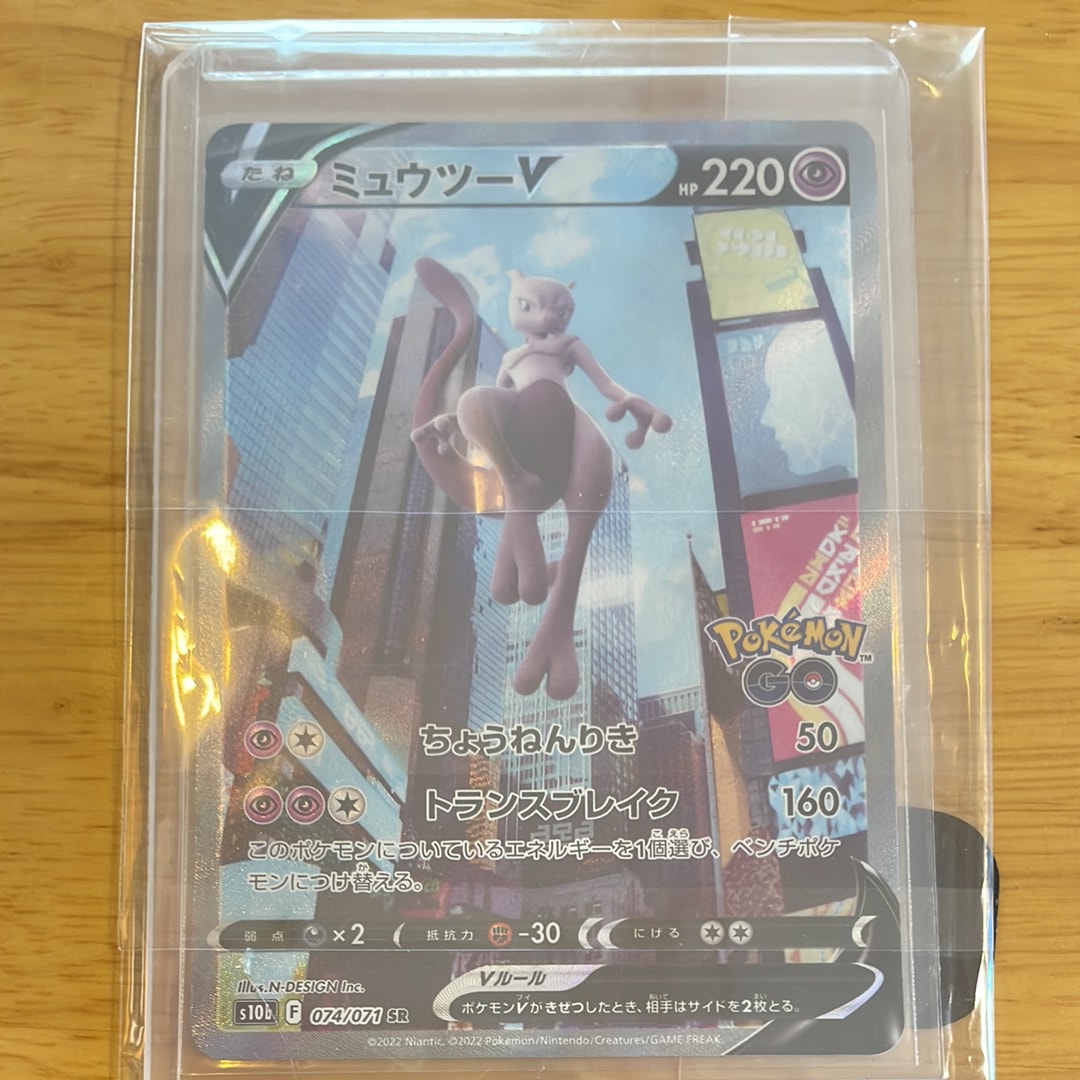 たね ミュウツーV HP 220
POKéMON™
GO
ちょうねんりき 50
トランスブレイク 160
このポケモンについているエネルギーを1個選び、ベンチポケ
モンにつけ替える。
弱点 ×2 抵抗力 -30 にげる
Vルール
ポケモンVがきぜつしたとき、相手はサイドを2枚とる。
Illus.N-DESIGN Inc.
s10b F 074/071 SR
©2022 Niantic. ©2022 Pokémon/Nintendo/Creatures/GAME FREAK.